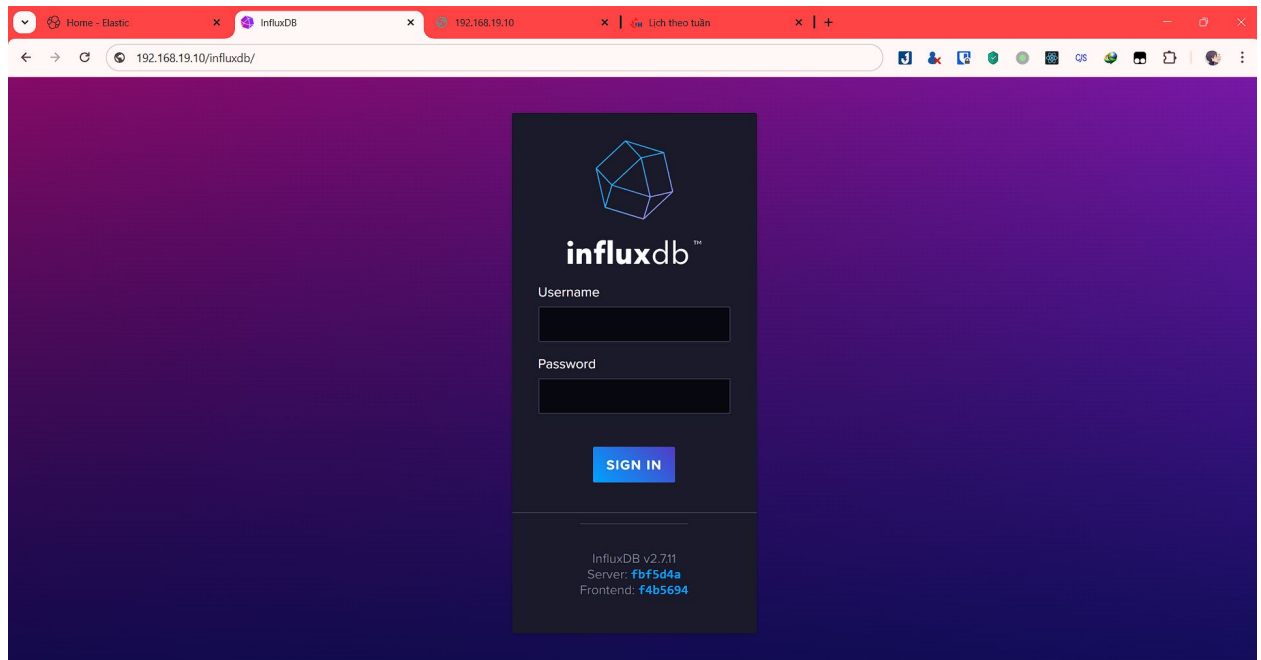 Home - Elastic
InfluxDB
192.168.19.10
Lịch theo tuần
192.168.19.10/influxdb/
influxdb™
Username
Password
SIGN IN
InfluxDB v2.7.11
Server: fbf5d4a
Frontend: f4b5694